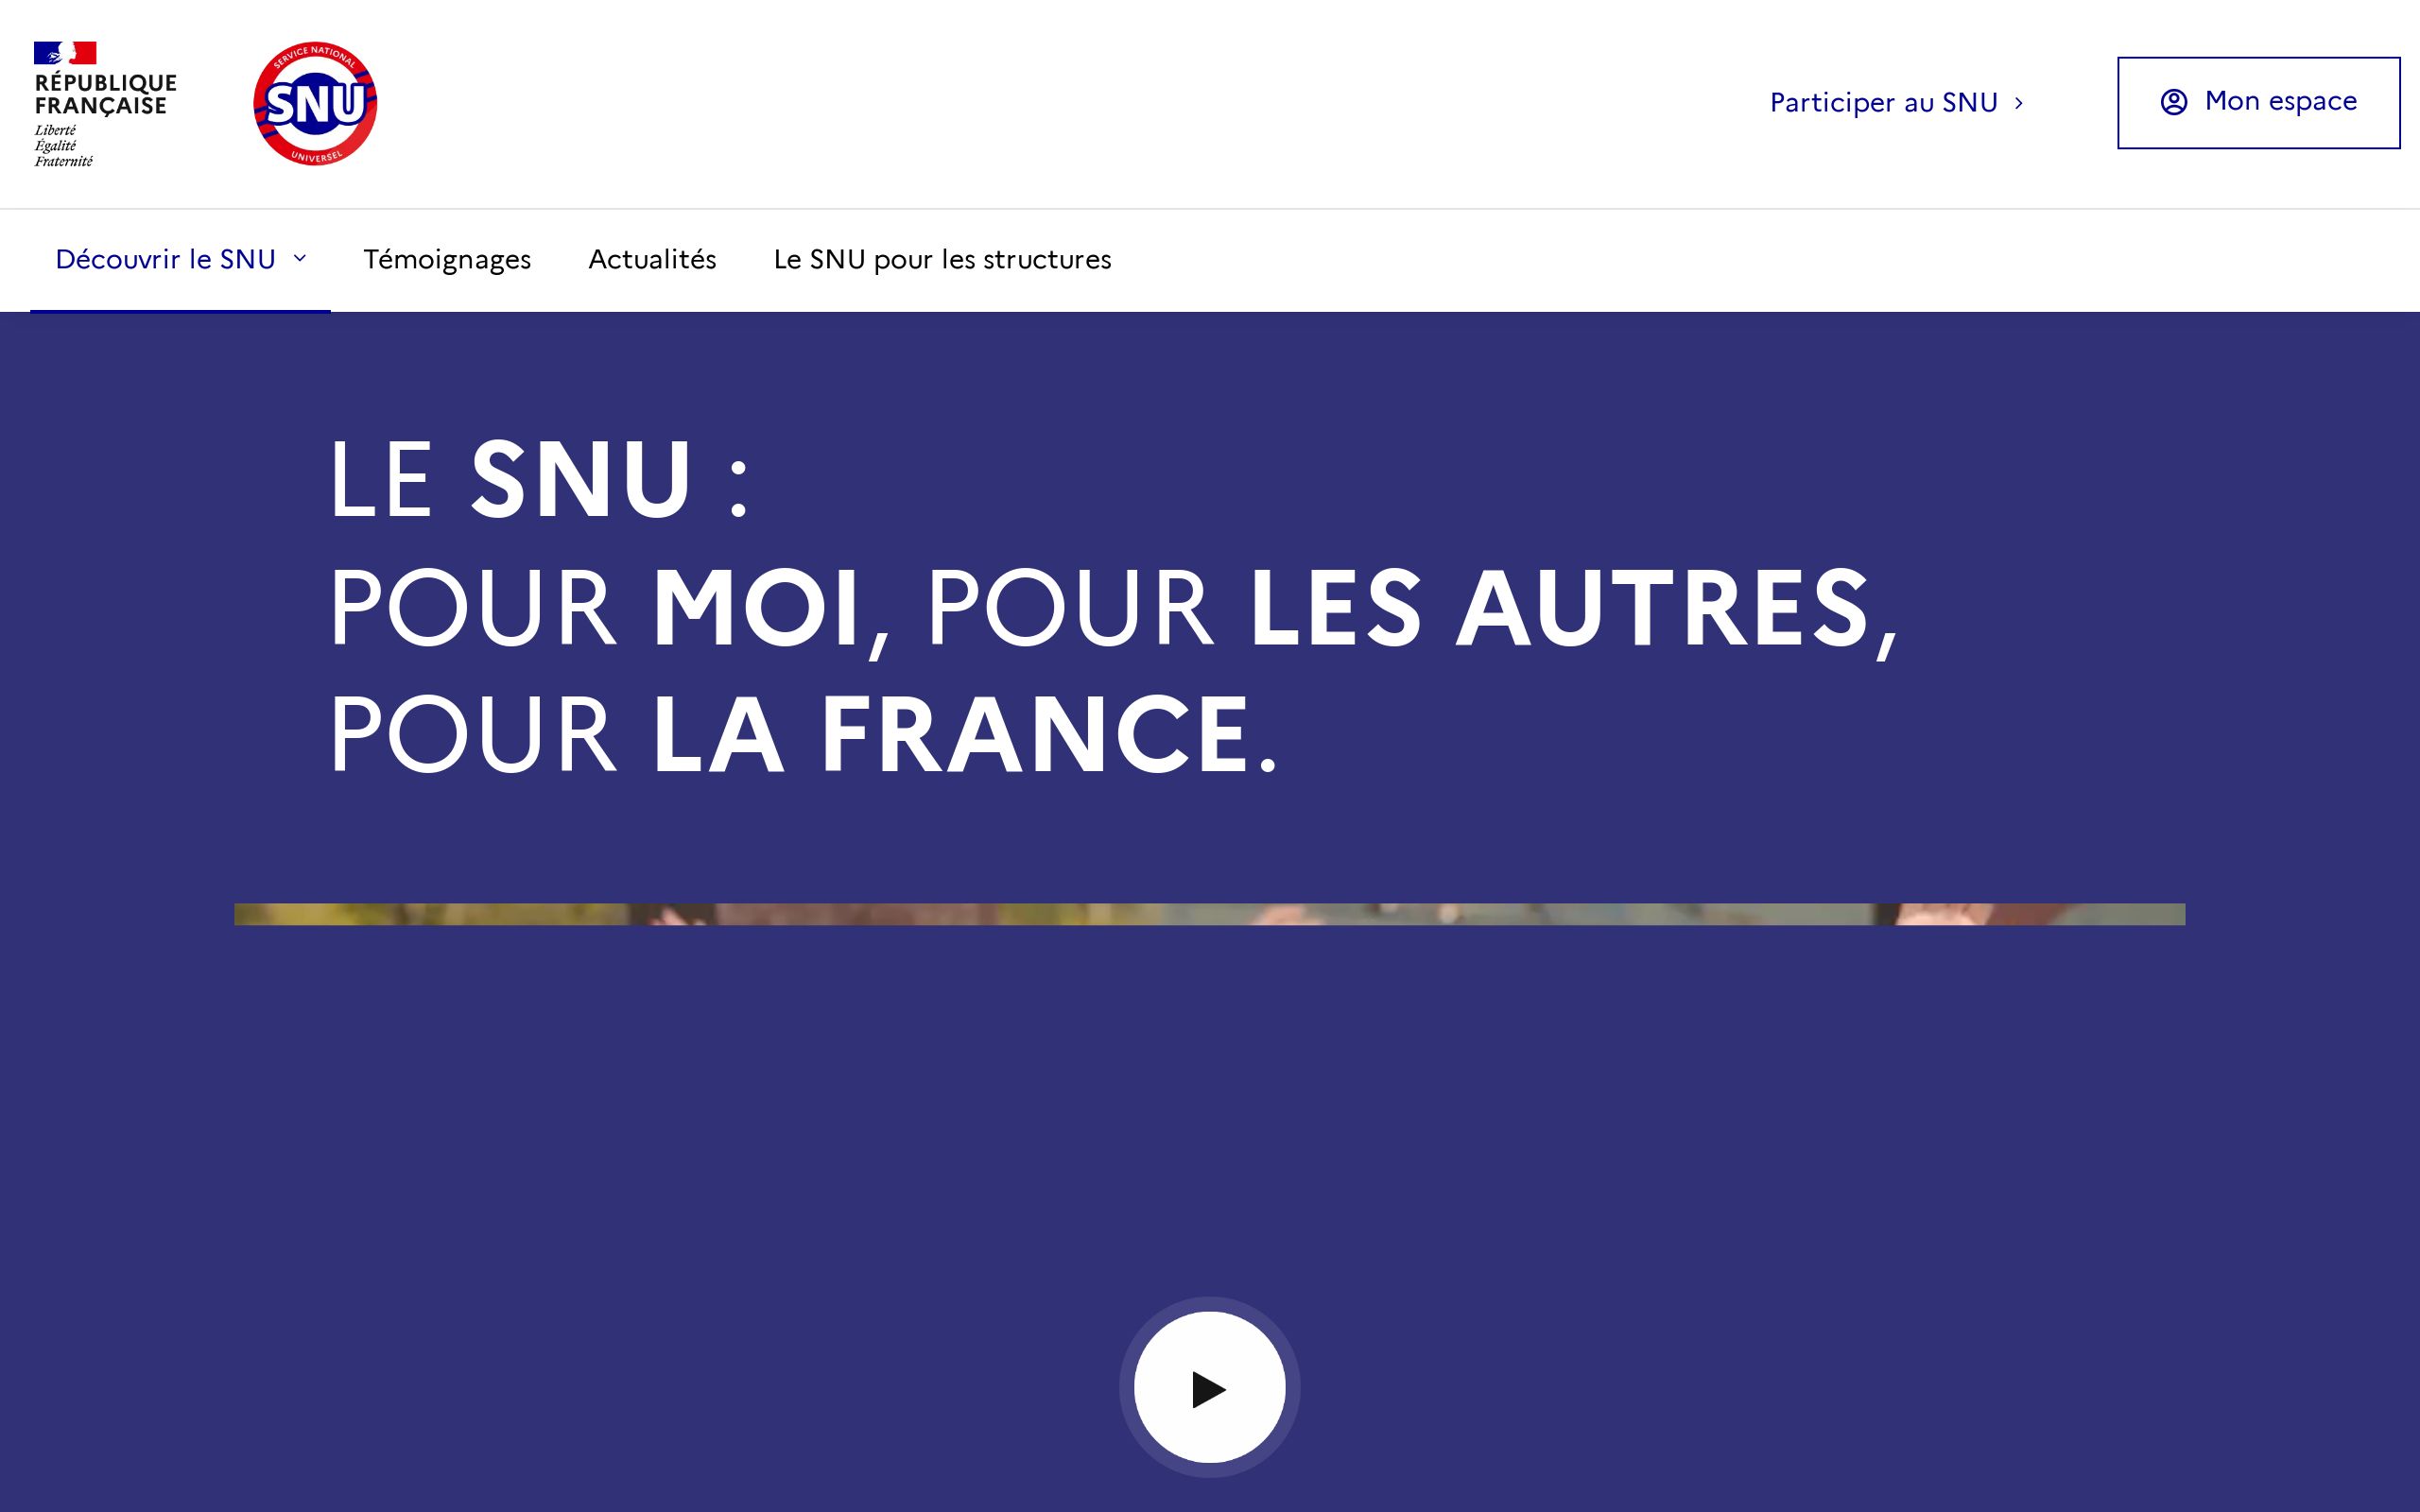 RÉPUBLIQUE
FRANÇAISE
Liberté
Égalité
Fraternité
SERVICE NATIONAL
SNU
UNIVERSEL
Participer au SNU
Mon espace
Découvrir le SNU
Témoignages
Actualités
Le SNU pour les structures
LE SNU :
POUR MOI, POUR LES AUTRES,
POUR LA FRANCE.